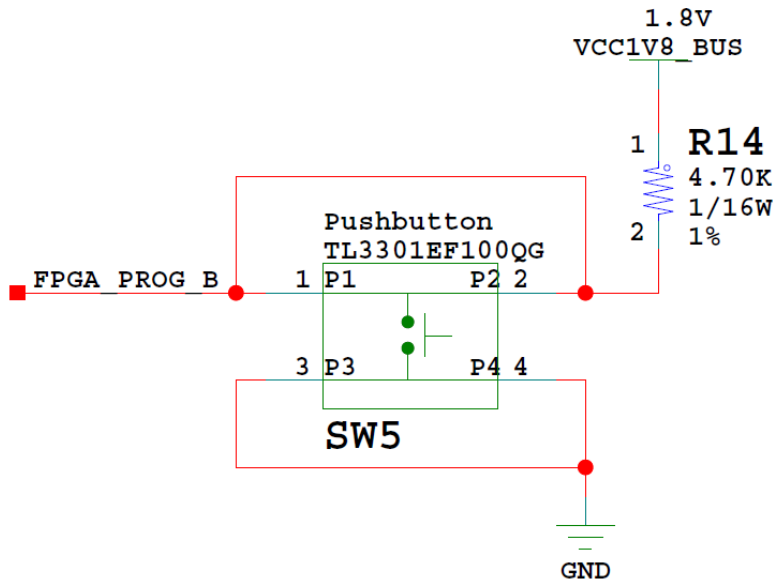 1.8V
VCC1V8_BUS
1 R14
4.70K
1/16W
2 1%
Pushbutton
TL3301EF100QG
FPGA_PROG_B 1 P1 P2 2
3 P3 P4 4
SW5
GND